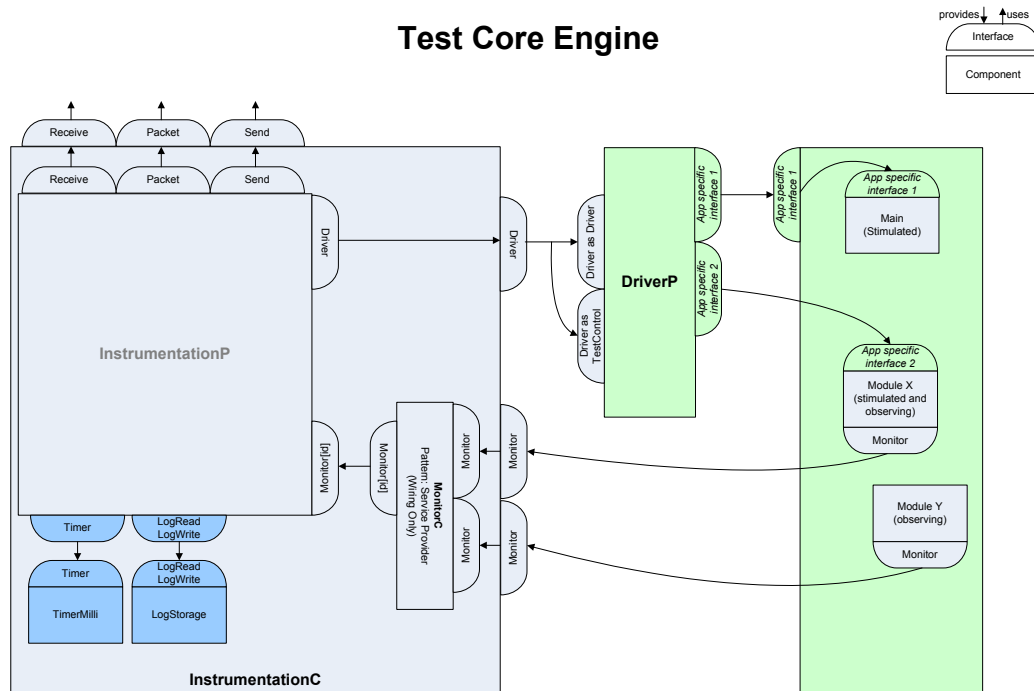 Test Core Engine
provides
uses
Interface
Component
Receive
Packet
Send
Receive
Packet
Send
Driver
Driver
Driver as Driver
Driver as
TestControl
DriverP
App specific
interface 1
App specific
interface 2
App specific
interface 1
App specific
interface 1
Main
(Stimulated)
InstrumentationP
App specific
interface 2
Module X
(stimulated and
observing)
Monitor
Monitor[id]
Monitor[id]
MonitorC
Pattern: Service Provider
(Wiring Only)
Monitor
Monitor
Monitor
Monitor
Module Y
(observing)
Monitor
Timer
LogRead
LogWrite
Timer
LogRead
LogWrite
TimerMilli
LogStorage
InstrumentationC